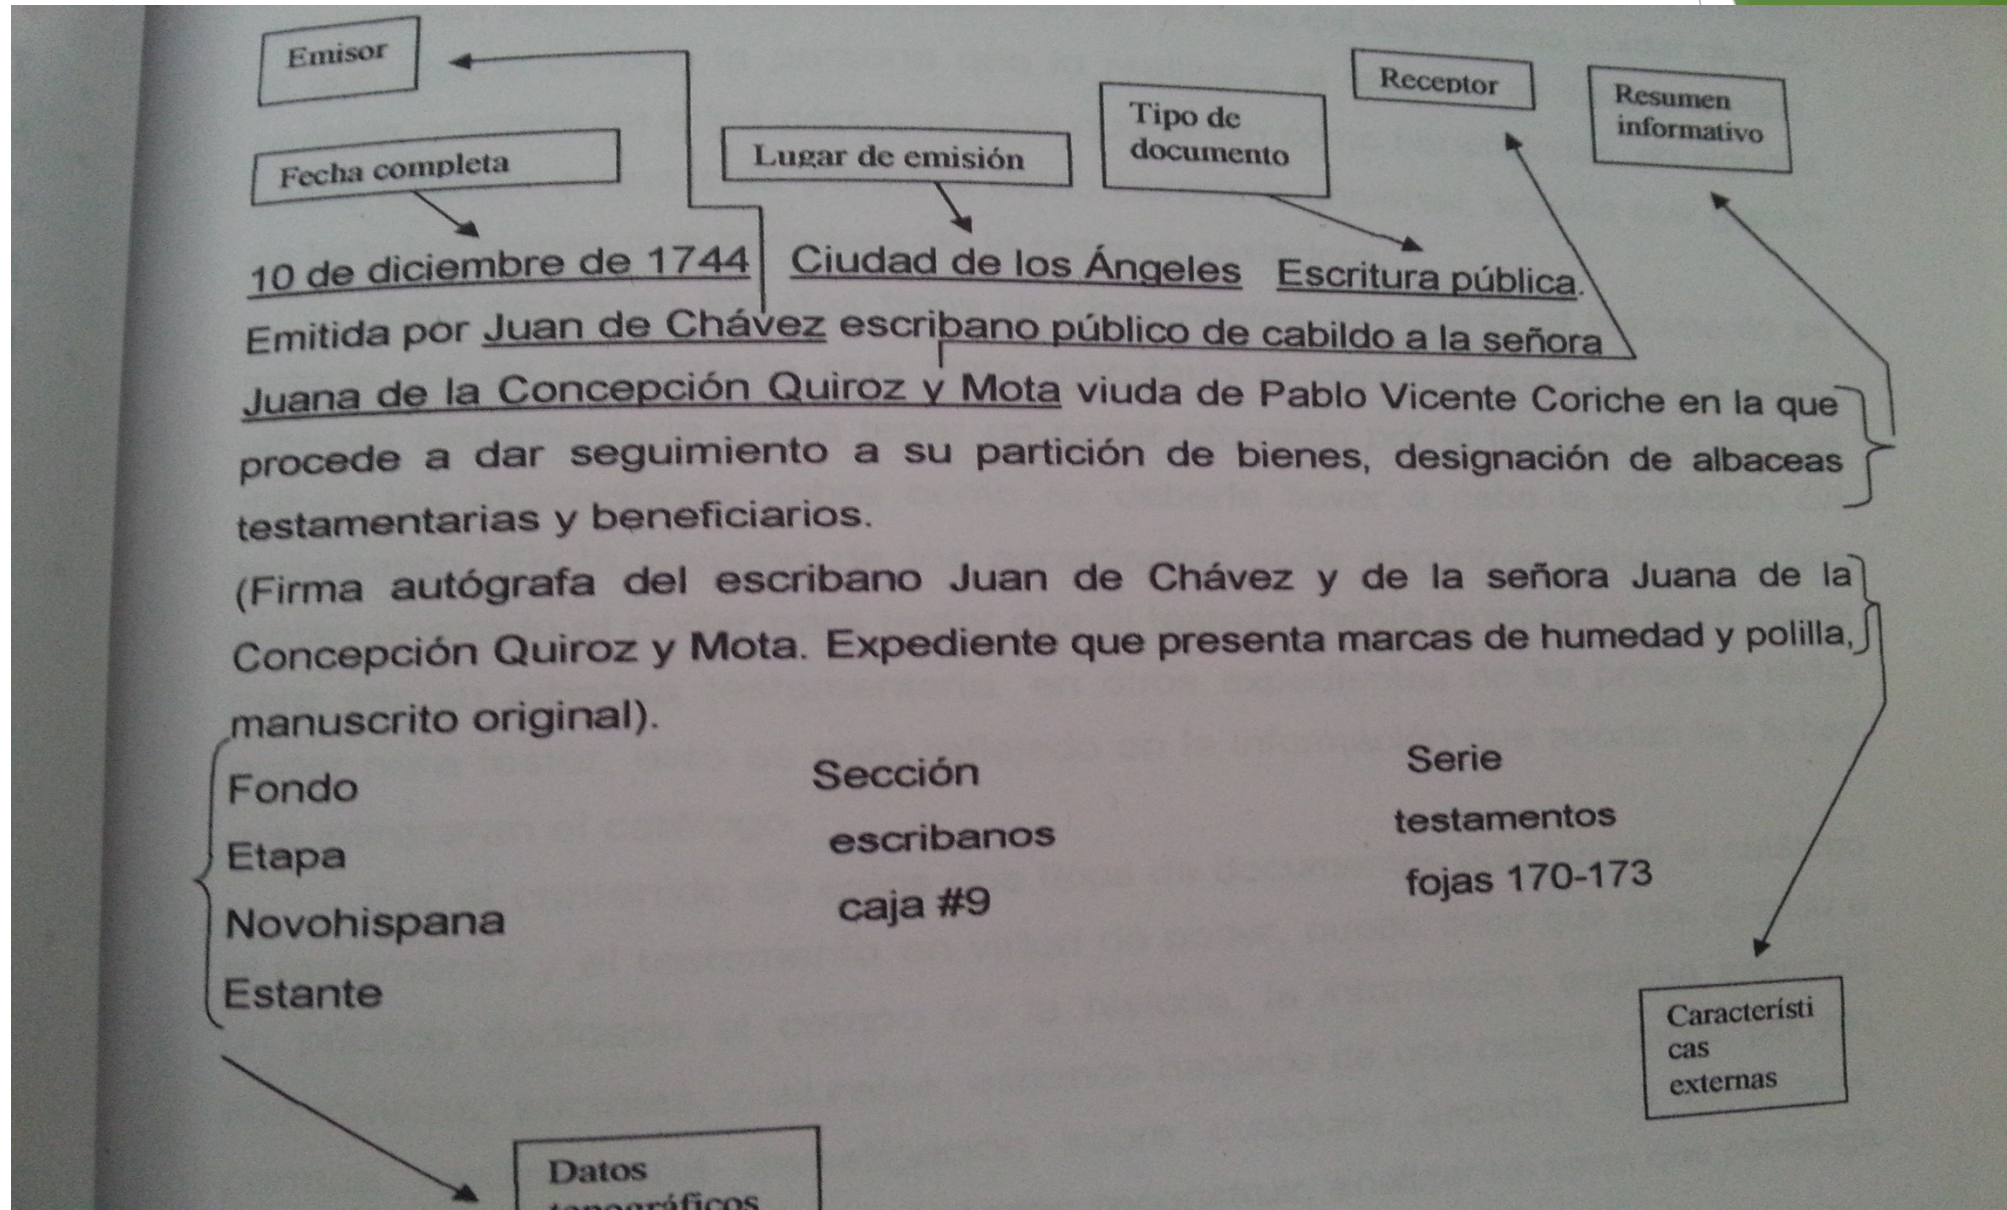 Emisor
Receptor
Resumen
informativo
Tipo de
documento
Lugar de emisión
Fecha completa
10 de diciembre de 1744 Ciudad de los Ángeles Escritura pública.
Emitida por Juan de Chávez escribano público de cabildo a la señora
Juana de la Concepción Quiroz y Mota viuda de Pablo Vicente Coriche en la que
procede a dar seguimiento a su partición de bienes, designación de albaceas
testamentarias y beneficiarios.
(Firma autógrafa del escribano Juan de Chávez y de la señora Juana de la
Concepción Quiroz y Mota. Expediente que presenta marcas de humedad y polilla,
manuscrito original).
Fondo Sección Serie
Etapa escribanos testamentos
Novohispana caja #9 fojas 170-173
Estante
Característi
cas
externas
Datos
topográficos